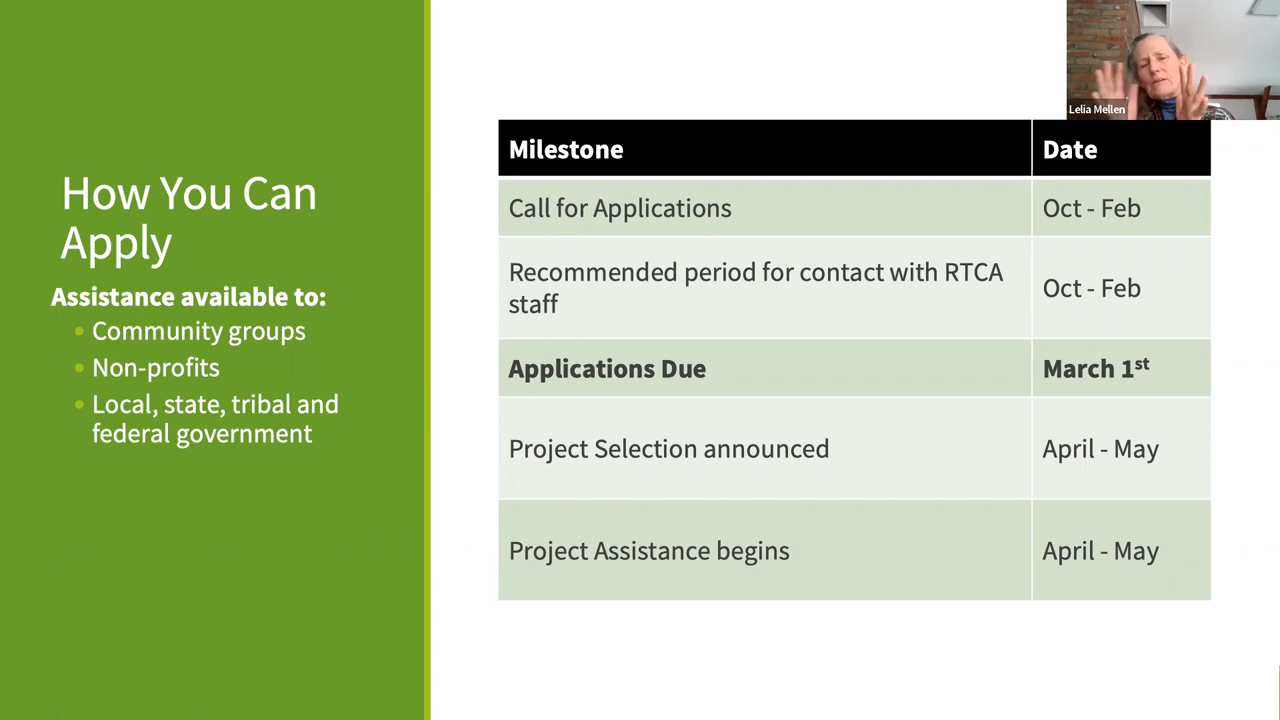 Lelia Mellen
How You Can
Apply
Assistance available to:
• Community groups
• Non-profits
• Local, state, tribal and
federal government
Milestone Date
Call for Applications Oct - Feb
Recommended period for contact with RTCA
staff
Oct - Feb
Applications Due March 1st
Project Selection announced April - May
Project Assistance begins April - May